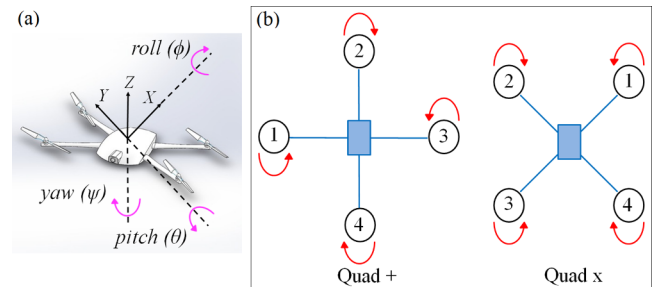 (a)
roll (ϕ)
Z
Y
X
yaw (ψ)
pitch (θ)
(b)
2
1
3
4
Quad +
2
1
3
4
Quad x